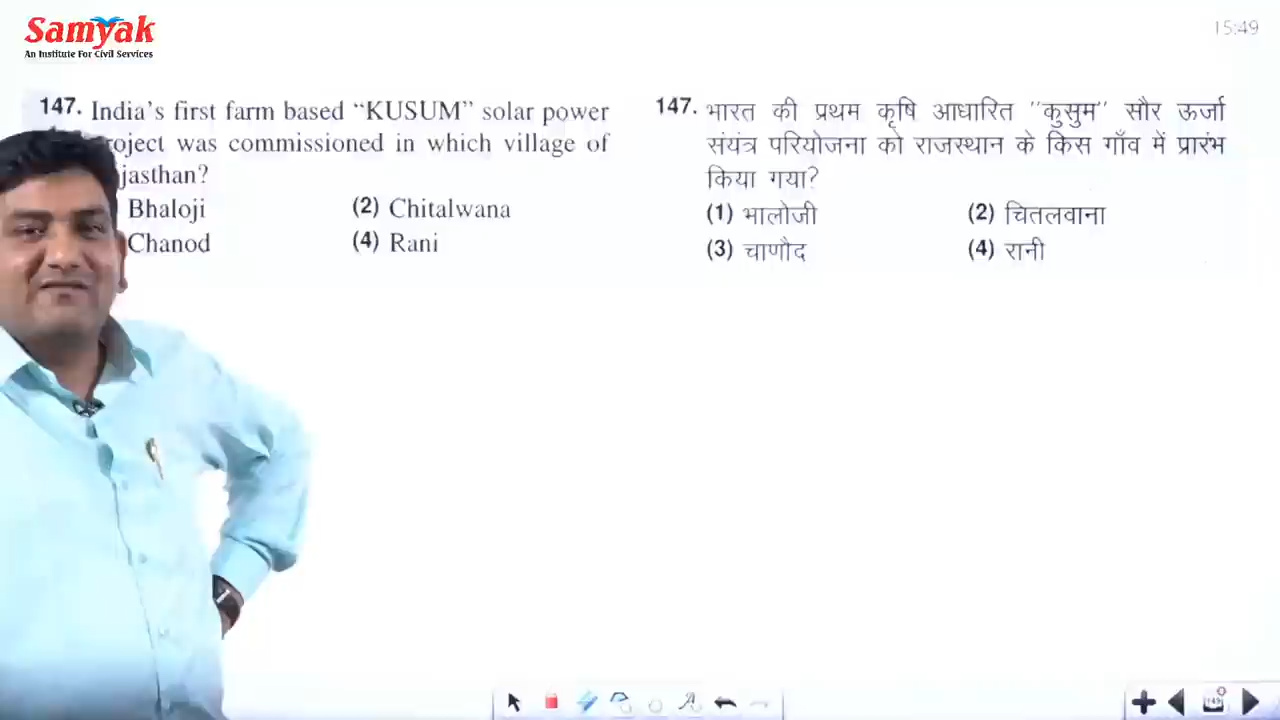 Samyak
An Institute For Civil Services
15:49
147. India's first farm based “KUSUM” solar power
roject was commissioned in which village of
jasthan?
Bhaloji
(2) Chitalwana
Chanod
(4) Rani
147. भारत की प्रथम कृषि आधारित ''कुसुम'' सौर ऊर्जा
संयंत्र परियोजना को राजस्थान के किस गाँव में प्रारंभ
किया गया?
(1) भालोजी
(2) चितलवाना
(3) चाणौद
(4) रानी